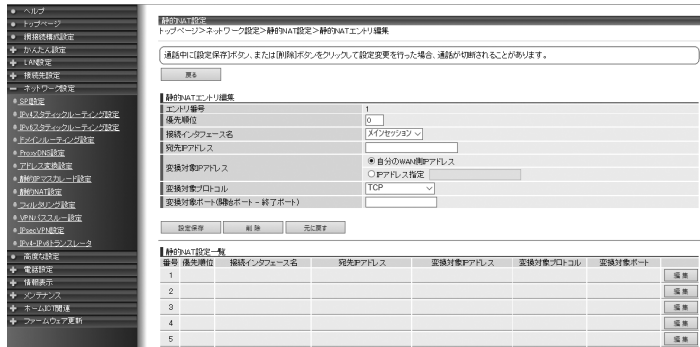 ヘルプ
トップページ
網接続構成設定
かんたん設定
LAN設定
接続先設定
ネットワーク設定
SPI設定
IPv4スタティックルーティング設定
IPv6スタティックルーティング設定
ドメインルーティング設定
ProxyDNS設定
アドレス変換設定
静的IPマスカレード設定
静的NAT設定
フィルタリング設定
VPNパススルー設定
IPsecVPN設定
IPv4-IPv6トランスレータ
高度な設定
電話設定
情報表示
メンテナンス
ホームIOT関連
ファームウェア更新
静的NAT設定
トップページ＞ネットワーク設定＞静的NAT設定＞静的NATエントリ編集
通話中に[設定保存]ボタン、または[削除]ボタンをクリックして設定変更を行った場合、通話が切断されることがあります。
戻る
静的NATエントリ編集
エントリ番号 1
優先順位 0
接続インタフェース名 メインセッション
宛先IPアドレス
変換対象IPアドレス 自分のWAN側IPアドレス
IPアドレス指定
変換対象プロトコル TCP
変換対象ポート(開始ポート - 終了ポート)
設定保存 削 除 元に戻す
静的NAT設定一覧
番号 優先順位 接続インタフェース名 宛先IPアドレス 変換対象IPアドレス 変換対象プロトコル 変換対象ポート
1 編 集
2 編 集
3 編 集
4 編 集
5 編 集